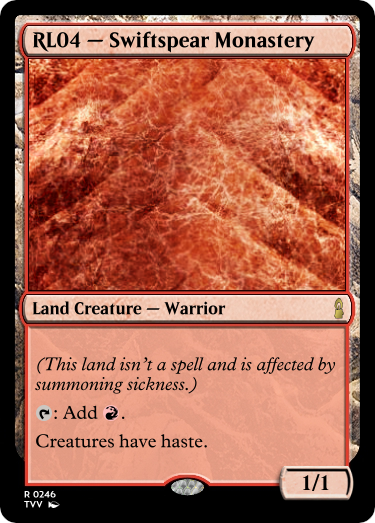 RL04 — Swiftspear Monastery
Land Creature — Warrior
(This land isn't a spell and is affected by
summoning sickness.)
: Add .
Creatures have haste.
1/1
R 0246
TVV